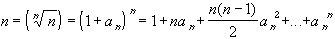 n = (ⁿ√n)ⁿ = (1 + aₙ)ⁿ = 1 + naₙ + n(n−1)/2 aₙ² + ... + aₙⁿ